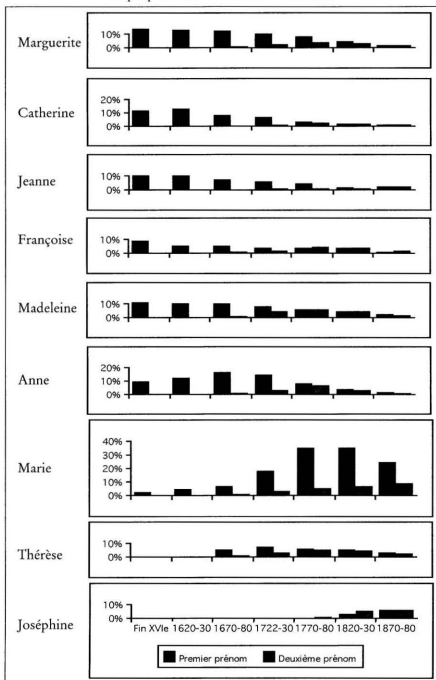 Marguerite
10%
0%
Catherine
20%
10%
0%
Jeanne
10%
0%
Françoise
10%
0%
Madeleine
10%
0%
Anne
20%
10%
0%
Marie
40%
30%
20%
10%
0%
Thérèse
10%
0%
Joséphine
10%
0%
Fin XVIe 1620-30 1670-80 1722-30 1770-80 1820-30 1870-80
Premier prénom Deuxième prénom